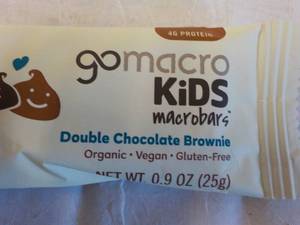 4G PROTEIN
gomacro
KiDS
macrobars
Double Chocolate Brownie
Organic • Vegan • Gluten-Free
NET WT 0.9 OZ (25g)